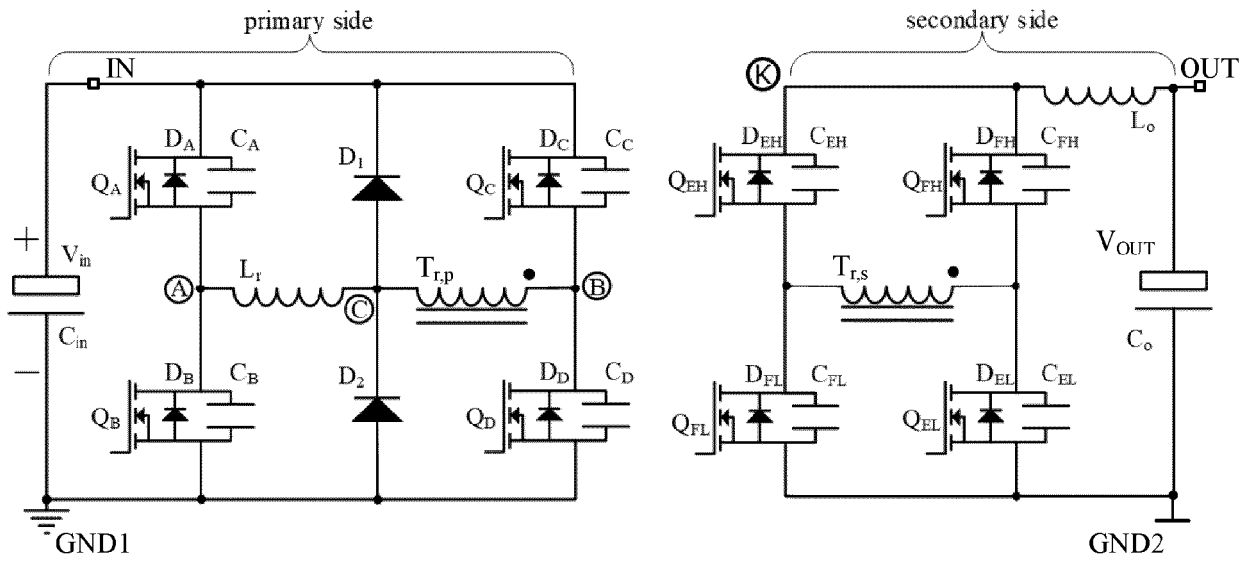 primary side
secondary side
IN
K
OUT
D_A C_A
D_1
D_C C_C
D_EH C_EH
D_FH C_FH
L_o
Q_A
Q_C
Q_EH
Q_FH
+
V_in
A
L_r
C
T_r,p
B
T_r,s
V_OUT
C_in
C_o
−
D_B C_B
D_2
D_D C_D
D_FL C_FL
D_EL C_EL
Q_B
Q_D
Q_FL
Q_EL
GND1
GND2